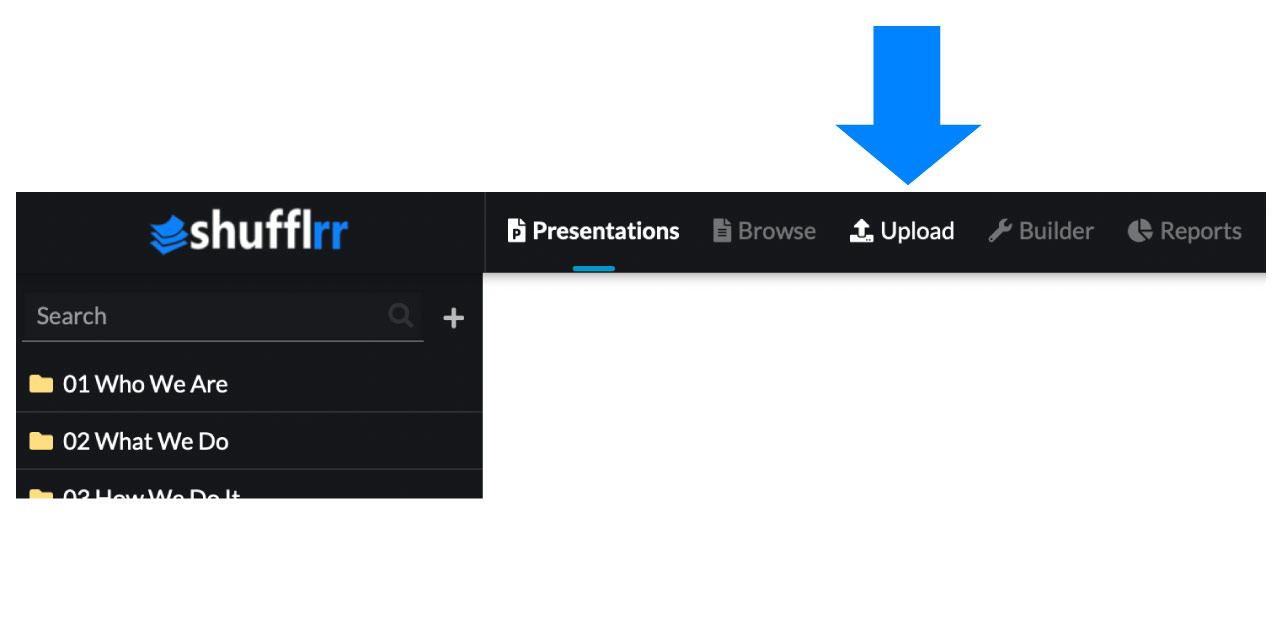 shufflrr
Presentations Browse Upload Builder Reports
Search
01 Who We Are
02 What We Do
03 How We Do It